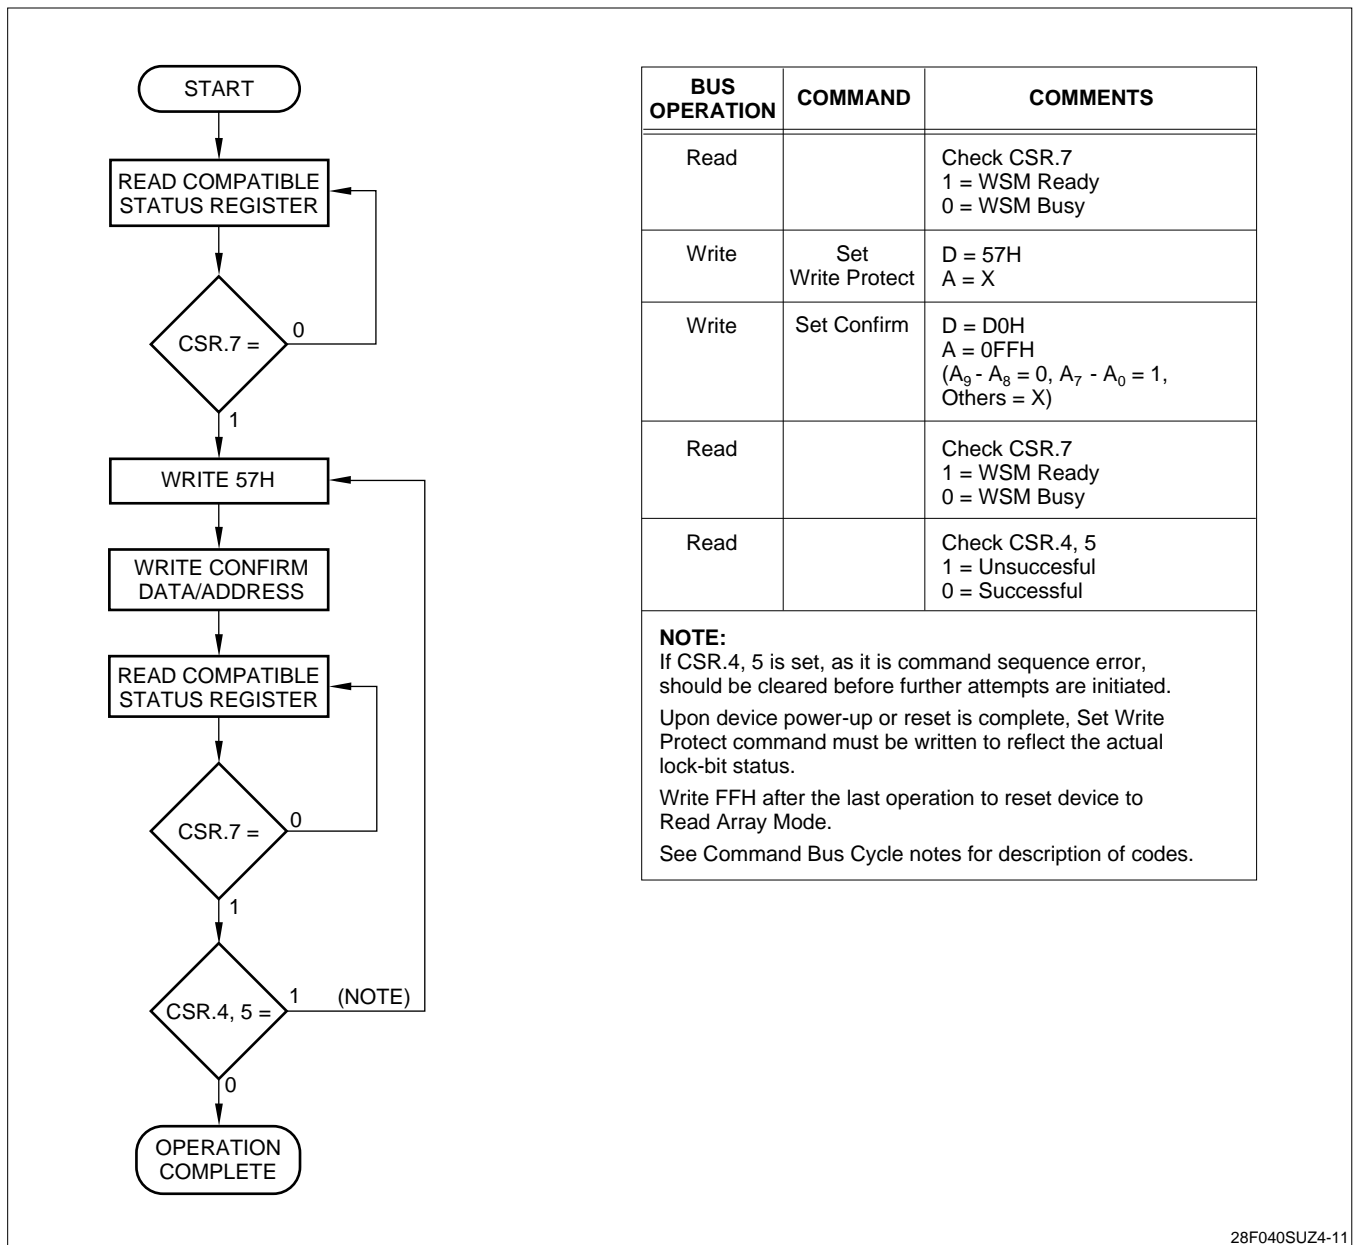 START
READ COMPATIBLE
STATUS REGISTER
CSR.7 =
0
1
WRITE 57H
WRITE CONFIRM
DATA/ADDRESS
READ COMPATIBLE
STATUS REGISTER
CSR.7 =
0
1
CSR.4, 5 =
1
(NOTE)
0
OPERATION
COMPLETE
BUS
OPERATION
COMMAND
COMMENTS
Read
Check CSR.7
1 = WSM Ready
0 = WSM Busy
Write
Set
Write Protect
D = 57H
A = X
Write
Set Confirm
D = D0H
A = 0FFH
(A9 - A8 = 0, A7 - A0 = 1,
Others = X)
Read
Check CSR.7
1 = WSM Ready
0 = WSM Busy
Read
Check CSR.4, 5
1 = Unsuccesful
0 = Successful
NOTE:
If CSR.4, 5 is set, as it is command sequence error,
should be cleared before further attempts are initiated.
Upon device power-up or reset is complete, Set Write
Protect command must be written to reflect the actual
lock-bit status.
Write FFH after the last operation to reset device to
Read Array Mode.
See Command Bus Cycle notes for description of codes.
28F040SUZ4-11